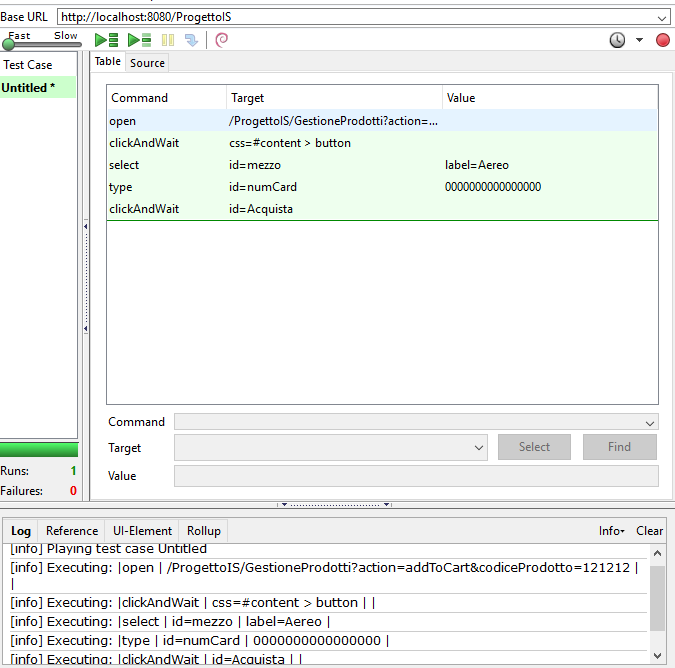 Base URL http://localhost:8080/ProgettoIS
Fast Slow
Test Case
Untitled *
Table Source
Command Target Value
open /ProgettoIS/GestioneProdotti?action=...
clickAndWait css=#content > button
select id=mezzo label=Aereo
type id=numCard 0000000000000000
clickAndWait id=Acquista
Command
Target Select Find
Value
Runs: 1
Failures: 0
Log Reference UI-Element Rollup Info Clear
[info] Playing test case Untitled
[info] Executing: |open | /ProgettoIS/GestioneProdotti?action=addToCart&codiceProdotto=121212 |
|
[info] Executing: |clickAndWait | css=#content > button | |
[info] Executing: |select | id=mezzo | label=Aereo |
[info] Executing: |type | id=numCard | 0000000000000000 |
[info] Executing: |clickAndWait | id=Acquista | |